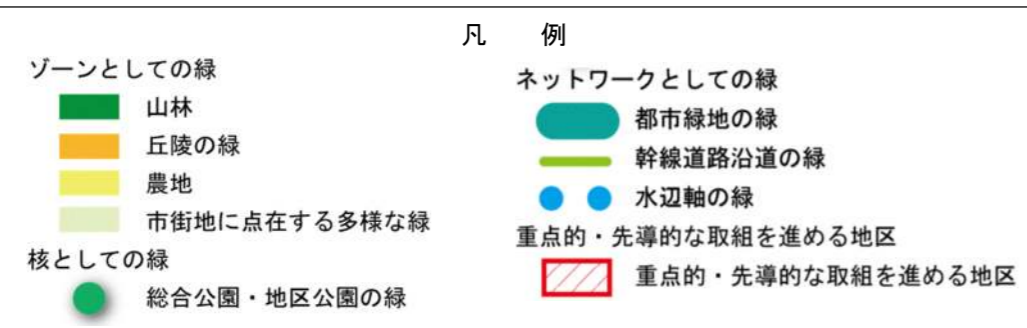 凡　例
ゾーンとしての緑
山林
丘陵の緑
農地
市街地に点在する多様な緑
核としての緑
総合公園・地区公園の緑
ネットワークとしての緑
都市緑地の緑
幹線道路沿道の緑
水辺軸の緑
重点的・先導的な取組を進める地区
重点的・先導的な取組を進める地区